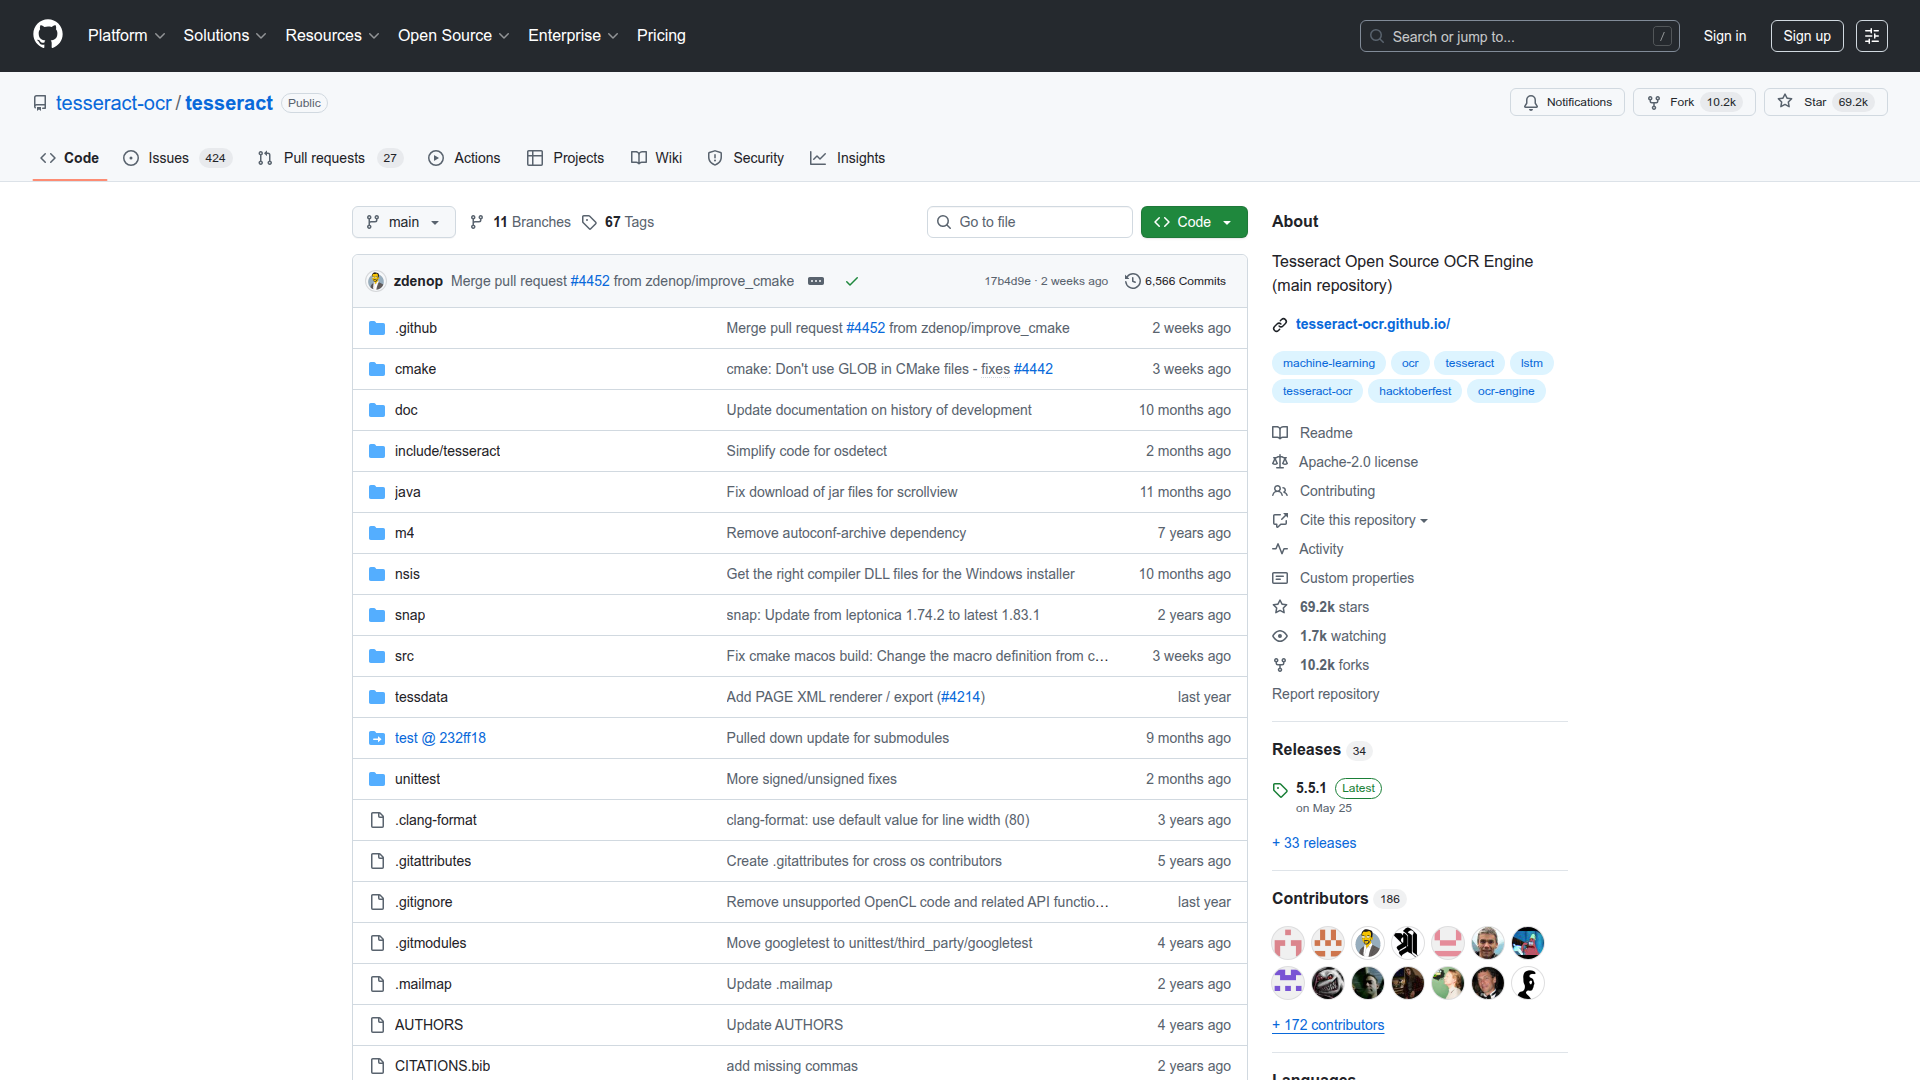 Platform Solutions Resources Open Source Enterprise Pricing Search or jump to... / Sign in Sign up
tesseract-ocr / tesseract Public Notifications Fork 10.2k Star 69.2k
Code Issues 424 Pull requests 27 Actions Projects Wiki Security Insights
main 11 Branches 67 Tags Go to file Code
zdenop Merge pull request #4452 from zdenop/improve_cmake 17b4d9e · 2 weeks ago 6,566 Commits
.github Merge pull request #4452 from zdenop/improve_cmake 2 weeks ago
cmake cmake: Don't use GLOB in CMake files - fixes #4442 3 weeks ago
doc Update documentation on history of development 10 months ago
include/tesseract Simplify code for osdetect 2 months ago
java Fix download of jar files for scrollview 11 months ago
m4 Remove autoconf-archive dependency 7 years ago
nsis Get the right compiler DLL files for the Windows installer 10 months ago
snap snap: Update from leptonica 1.74.2 to latest 1.83.1 2 years ago
src Fix cmake macos build: Change the macro definition from c... 3 weeks ago
tessdata Add PAGE XML renderer / export (#4214) last year
test @ 232ff18 Pulled down update for submodules 9 months ago
unittest More signed/unsigned fixes 2 months ago
.clang-format clang-format: use default value for line width (80) 3 years ago
.gitattributes Create .gitattributes for cross os contributors 5 years ago
.gitignore Remove unsupported OpenCL code and related API functio... last year
.gitmodules Move googletest to unittest/third_party/googletest 4 years ago
.mailmap Update .mailmap 2 years ago
AUTHORS Update AUTHORS 4 years ago
CITATIONS.bib add missing commas 2 years ago
About
Tesseract Open Source OCR Engine
(main repository)
tesseract-ocr.github.io/
machine-learning ocr tesseract lstm
tesseract-ocr hacktoberfest ocr-engine
Readme
Apache-2.0 license
Contributing
Cite this repository
Activity
Custom properties
69.2k stars
1.7k watching
10.2k forks
Report repository
Releases 34
5.5.1 Latest
on May 25
+ 33 releases
Contributors 186
+ 172 contributors
Languages